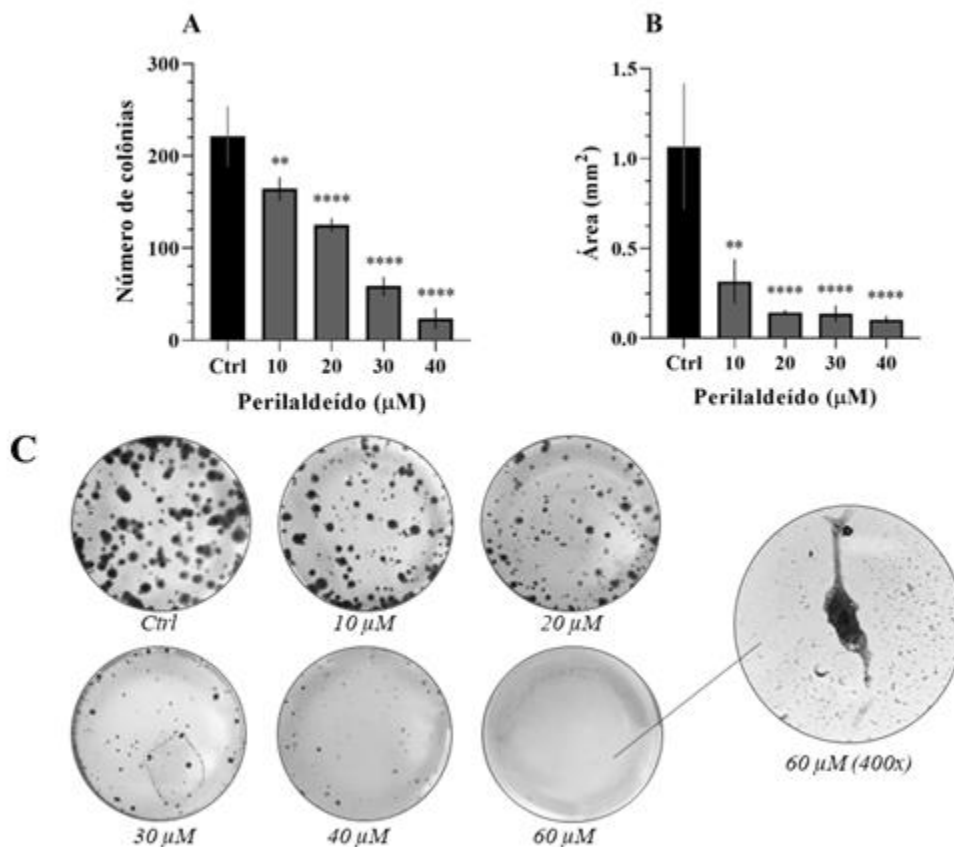 A
Número de colônias
300
200
100
0
**
****
****
****
Ctrl 10 20 30 40
Perilaldeído (μM)
B
Área (mm²)
1.5
1.0
0.5
0.0
**
****
****
****
Ctrl 10 20 30 40
Perilaldeído (μM)
C
Ctrl
10 μM
20 μM
30 μM
40 μM
60 μM
60 μM (400x)